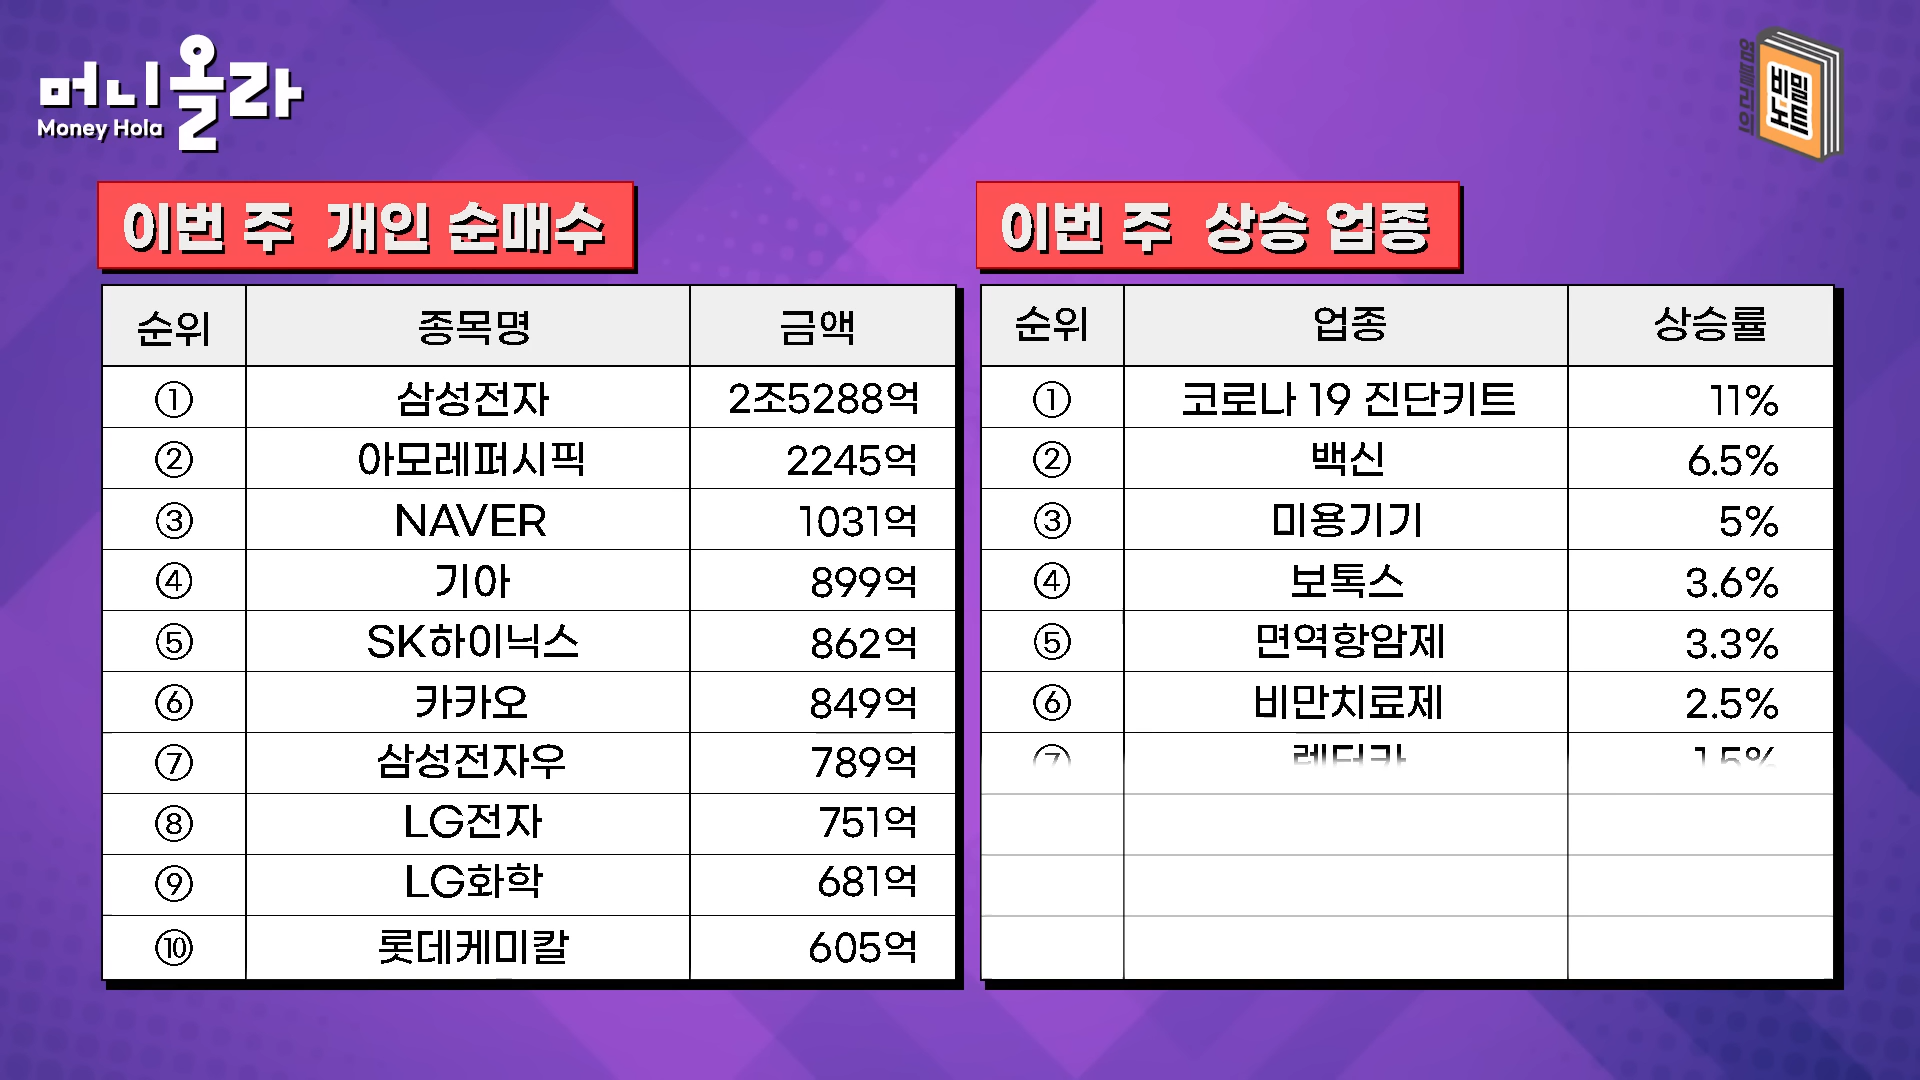 머니올라
Money Hola
염블리의
비밀
노트
이번 주 개인 순매수
순위 종목명 금액
① 삼성전자 2조5288억
② 아모레퍼시픽 2245억
③ NAVER 1031억
④ 기아 899억
⑤ SK하이닉스 862억
⑥ 카카오 849억
⑦ 삼성전자우 789억
⑧ LG전자 751억
⑨ LG화학 681억
⑩ 롯데케미칼 605억
이번 주 상승 업종
순위 업종 상승률
① 코로나 19 진단키트 11%
② 백신 6.5%
③ 미용기기 5%
④ 보톡스 3.6%
⑤ 면역항암제 3.3%
⑥ 비만치료제 2.5%
⑦ 1.5%